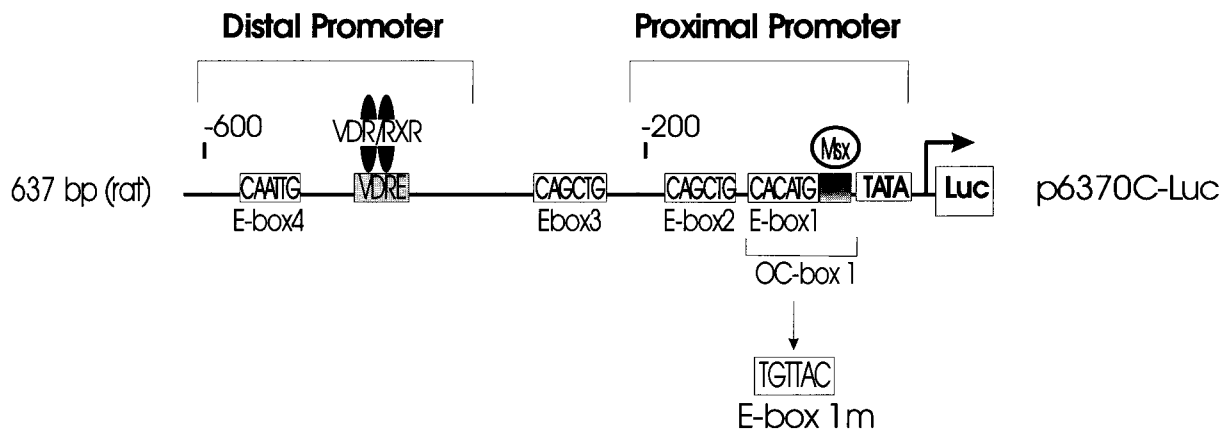 Distal Promoter
Proximal Promoter
-600
VDR/RXR
-200
Msx
637 bp (rat)
CAATTG
VDRE
CAGCTG
CAGCTG
CACATG
TATA
Luc
p637OC-Luc
E-box4
Ebox3
E-box2
E-box1
OC-box 1
TGTTAC
E-box 1m